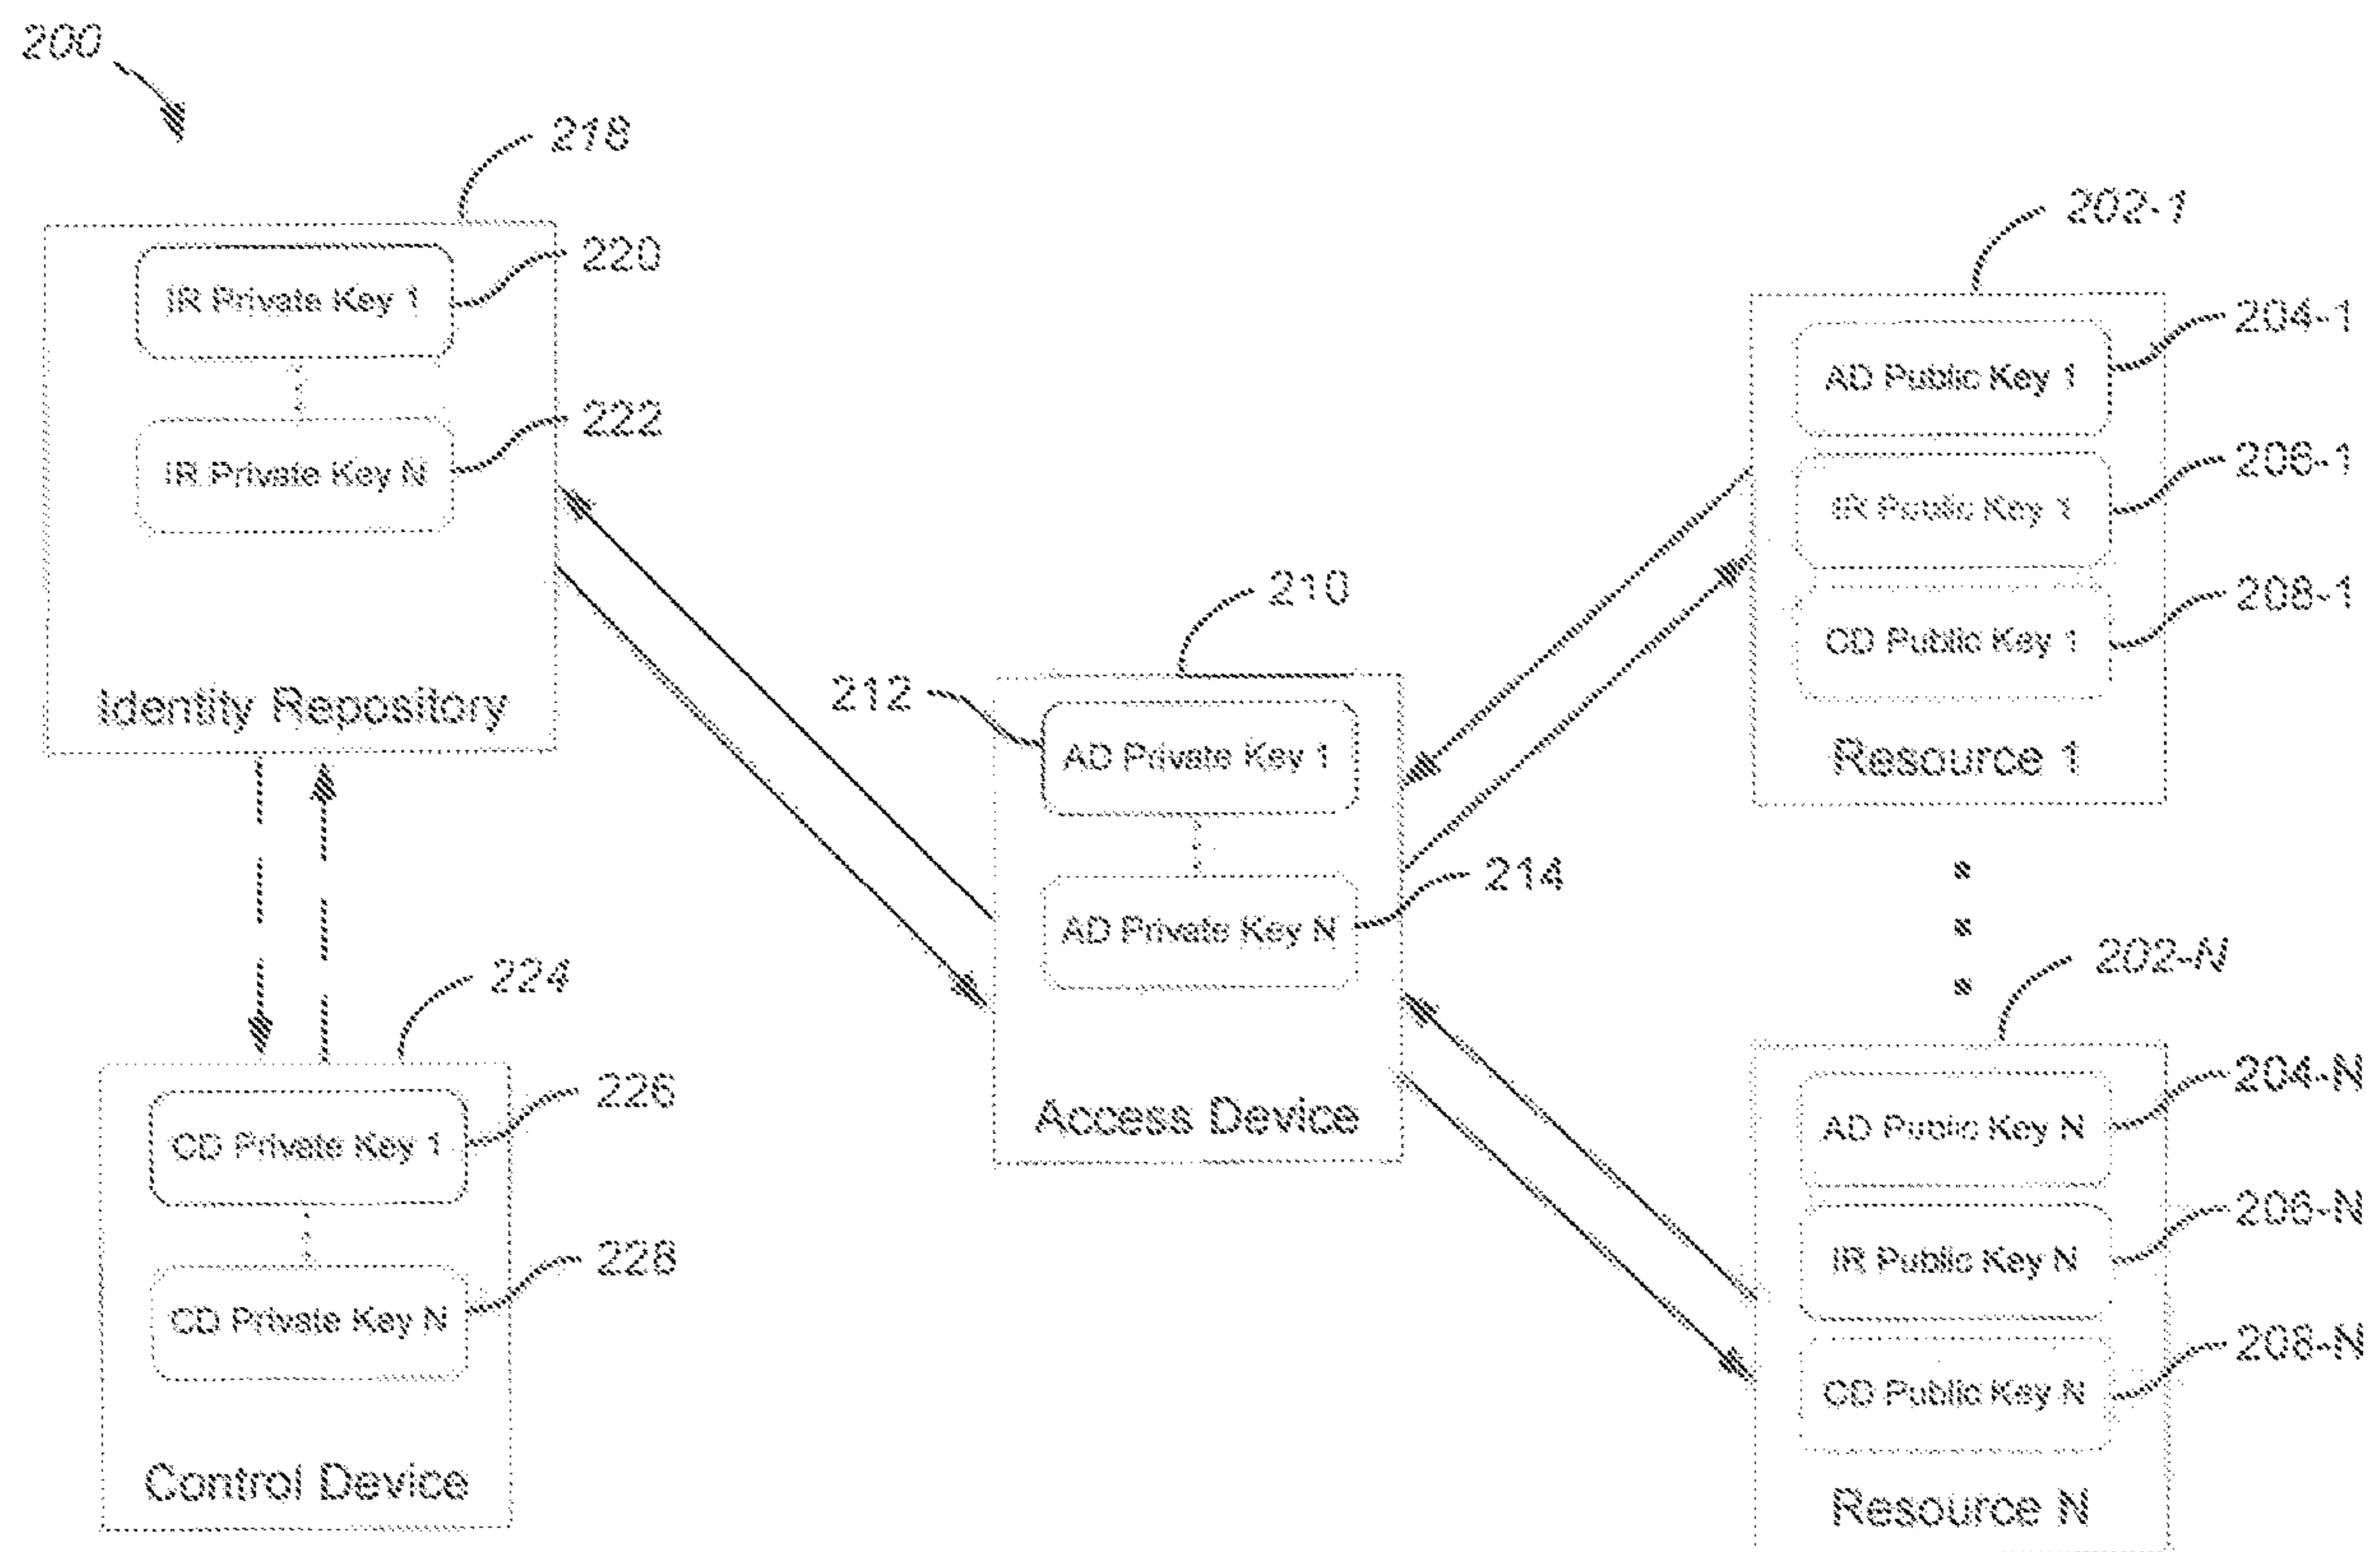 200
218
IR Private Key 1
220
IR Private Key N
222
Identity Repository
224
CD Private Key 1
226
CD Private Key N
228
Control Device
210
212
AD Private Key 1
AD Private Key N
214
Access Device
202-1
AD Public Key 1
204-1
IR Public Key 1
206-1
CD Public Key 1
208-1
Resource 1
202-N
AD Public Key N
204-N
IR Public Key N
206-N
CD Public Key N
208-N
Resource N